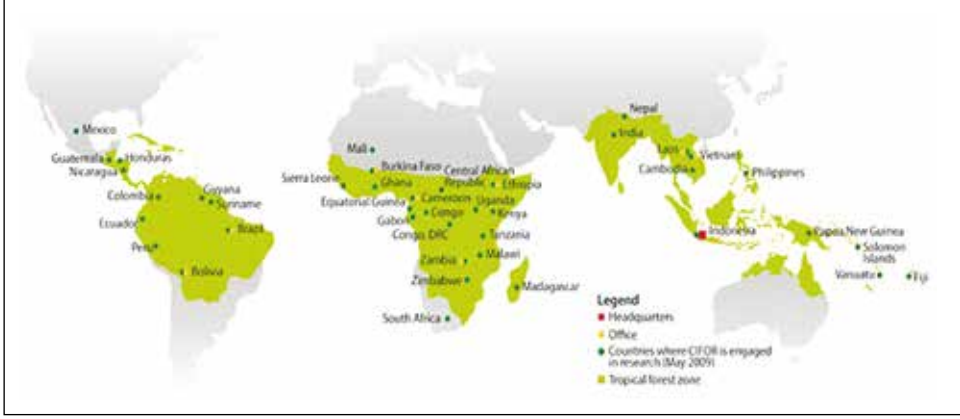 Mexico
Guatemala
Honduras
Nicaragua
Colombia
Guyana
Suriname
Ecuador
Brazil
Peru
Bolivia
Mali
Burkina Faso
Central African
Republic
Sierra Leone
Ghana
Ethiopia
Equatorial Guinea
Cameroon
Uganda
Gabon
Congo
Kenya
Congo, DRC
Tanzania
Zambia
Malawi
Zimbabwe
Madagascar
South Africa
Nepal
India
Laos
Vietnam
Cambodia
Philippines
Indonesia
Papua New Guinea
Solomon
Islands
Vanuatu
Fiji
Legend
Headquarters
Office
Countries where CIFOR is engaged
in research (May 2009)
Tropical forest zone